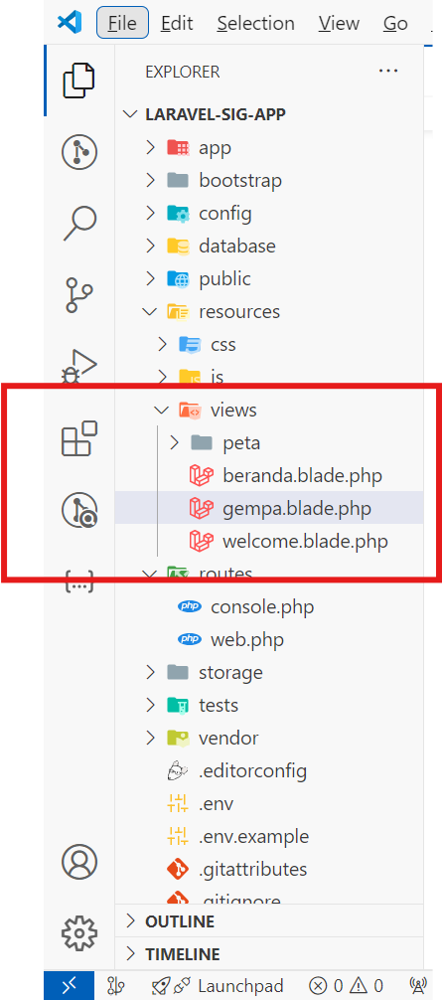 File Edit Selection View Go
EXPLORER ...
LARAVEL-SIG-APP
app
bootstrap
config
database
public
resources
css
js
views
peta
beranda.blade.php
gempa.blade.php
welcome.blade.php
routes
php console.php
php web.php
storage
tests
vendor
.editorconfig
.env
.env.example
.gitattributes
.gitignore
OUTLINE
TIMELINE
Launchpad 0 0